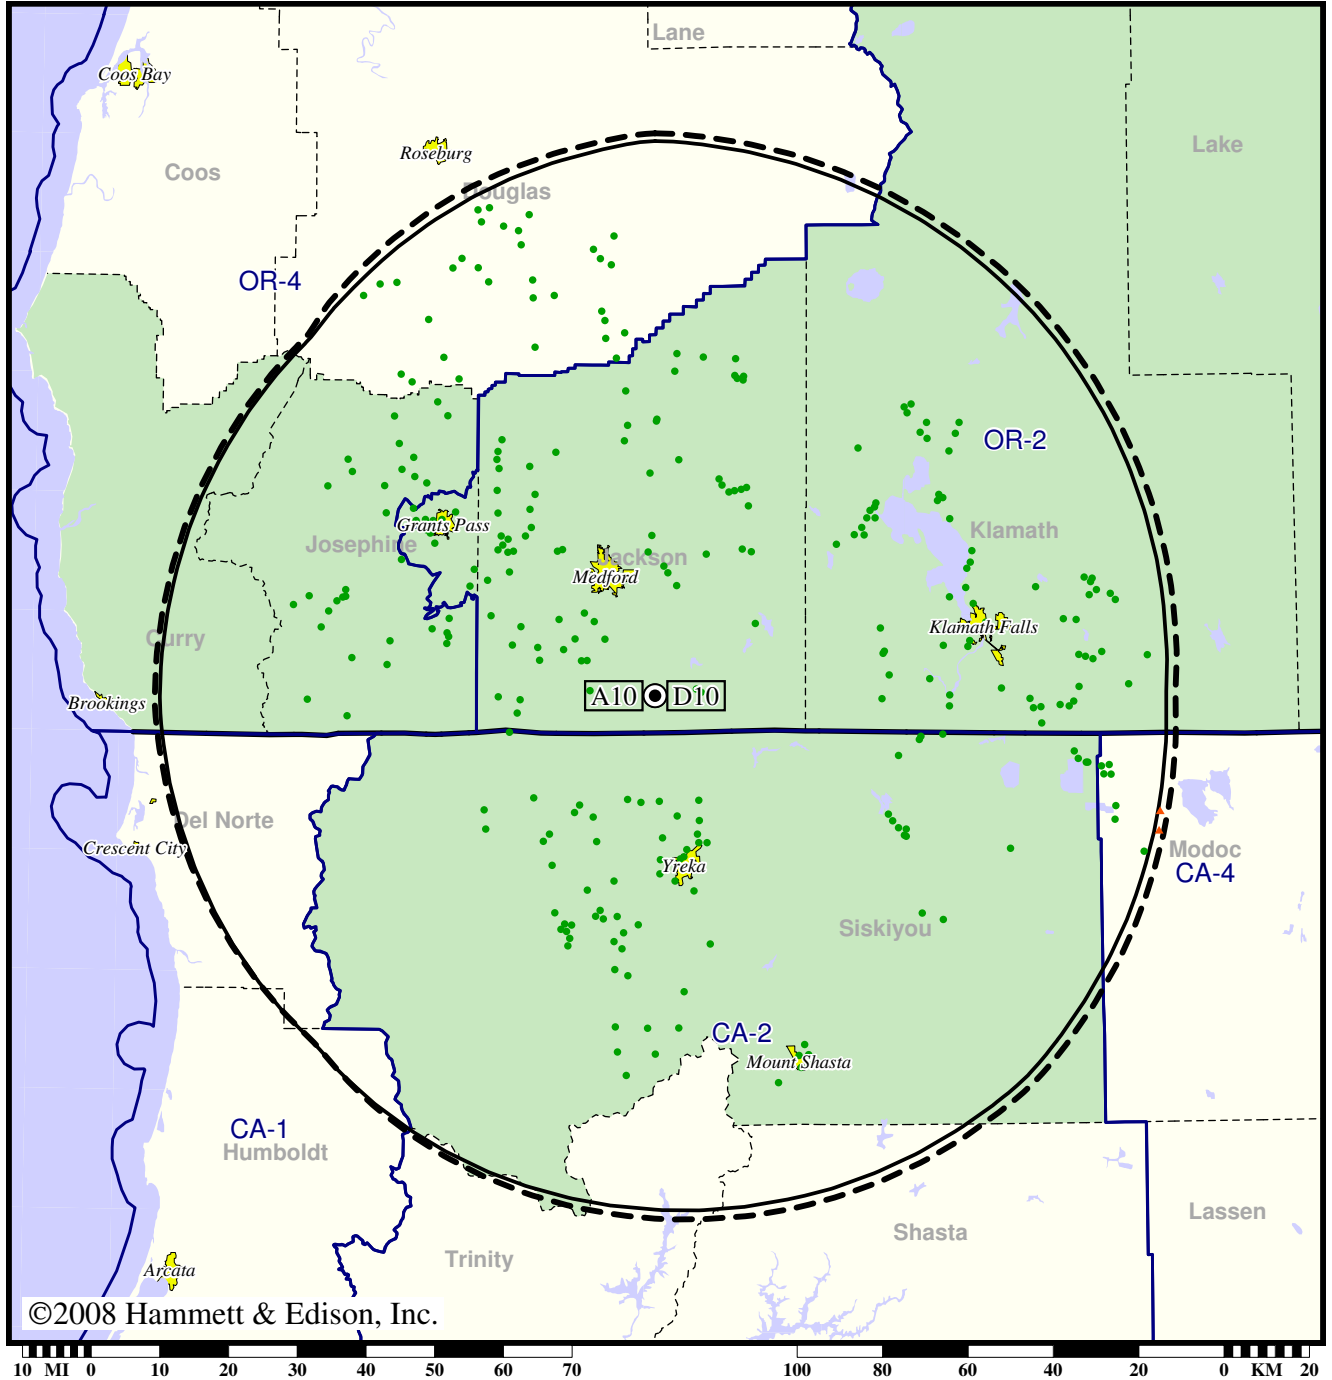 Lane
Coos Bay
Roseburg
Lake
Coos
Douglas
OR-4
OR-2
Grants Pass
Klamath
Josephine
Jackson
Medford
Klamath Falls
Curry
Brookings
A10 D10
Del Norte
Crescent City
Modoc
Yreka
CA-4
Siskiyou
CA-2
Mount Shasta
CA-1
Humboldt
Lassen
Shasta
Trinity
Arcata
©2008 Hammett & Edison, Inc.
10 MI 0 10 20 30 40 50 60 70 100 80 60 40 20 0 KM 20